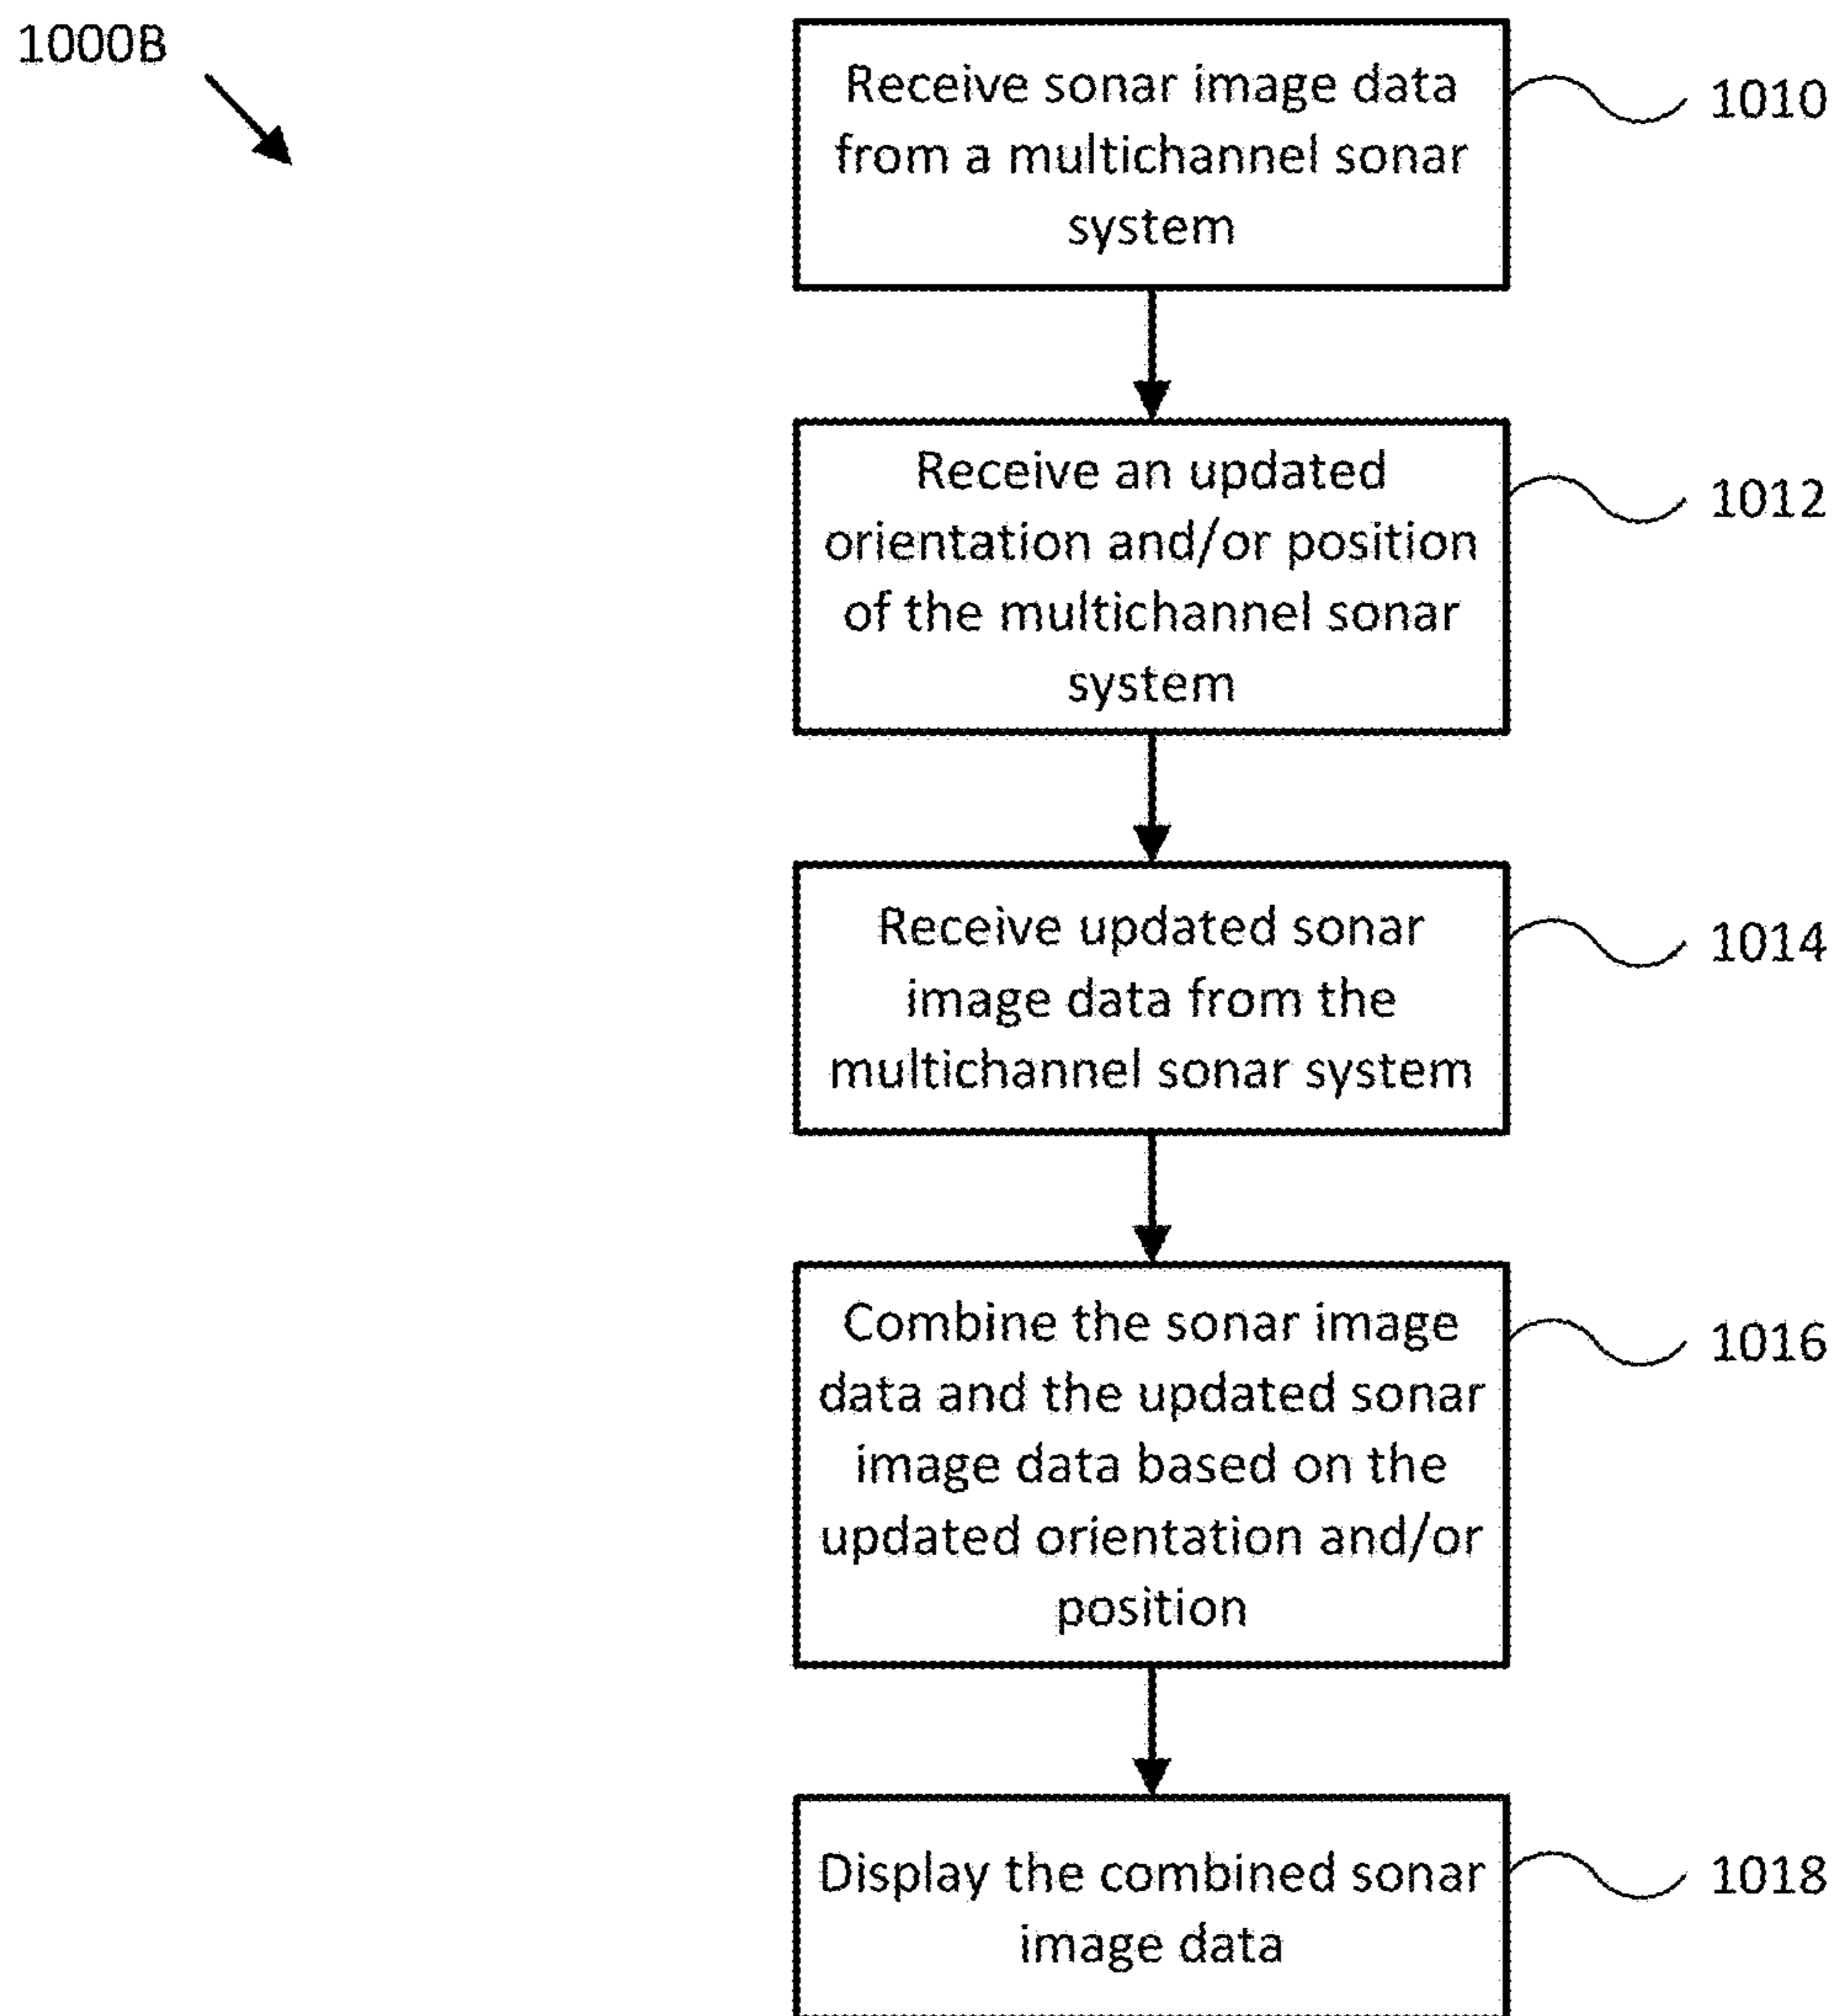 1000B
Receive sonar image data
from a multichannel sonar
system
1010
Receive an updated
orientation and/or position
of the multichannel sonar
system
1012
Receive updated sonar
image data from the
multichannel sonar system
1014
Combine the sonar image
data and the updated sonar
image data based on the
updated orientation and/or
position
1016
Display the combined sonar
image data
1018